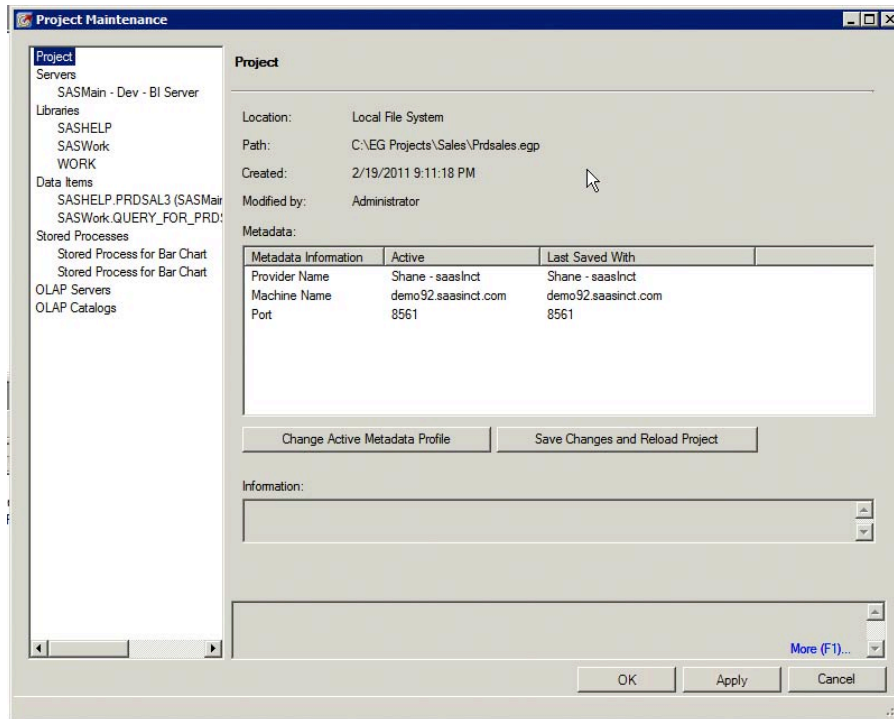 Project Maintenance
Project
Servers
SASMain - Dev - BI Server
Libraries
SASHELP
SASWork
WORK
Data Items
SASHELP.PRDSAL3 (SASMair
SASWork.QUERY_FOR_PRD
Stored Processes
Stored Process for Bar Chart
Stored Process for Bar Chart
OLAP Servers
OLAP Catalogs
Project
Location: Local File System
Path: C:\EG Projects\Sales\Prdsales.egp
Created: 2/19/2011 9:11:18 PM
Modified by: Administrator
Metadata:
Metadata Information Active Last Saved With
Provider Name Shane - saasInct Shane - saasInct
Machine Name demo92.saasinct.com demo92.saasinct.com
Port 8561 8561
Change Active Metadata Profile Save Changes and Reload Project
Information:
More (F1)...
OK Apply Cancel